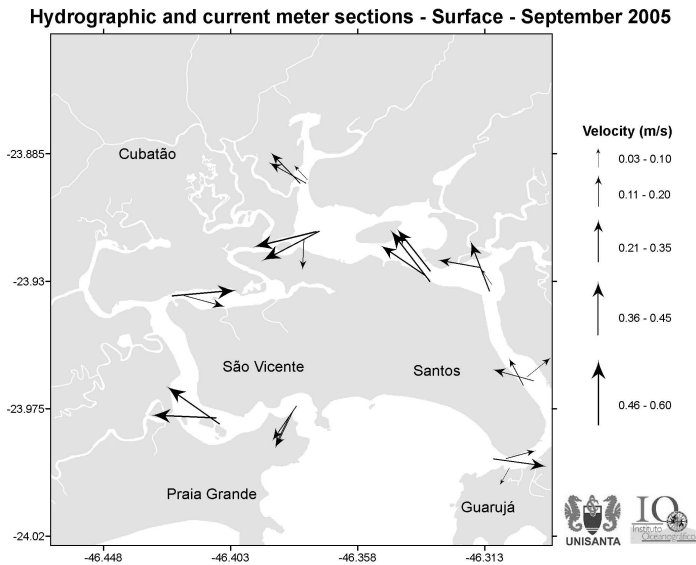 Hydrographic and current meter sections - Surface - September 2005
-23.885
-23.93
-23.975
-24.02
-46.448
-46.403
-46.358
-46.313
Cubatão
São Vicente
Santos
Praia Grande
Guarujá
Velocity (m/s)
0.03 - 0.10
0.11 - 0.20
0.21 - 0.35
0.36 - 0.45
0.46 - 0.60
UNISANTA
IO
Instituto
Oceanográfico